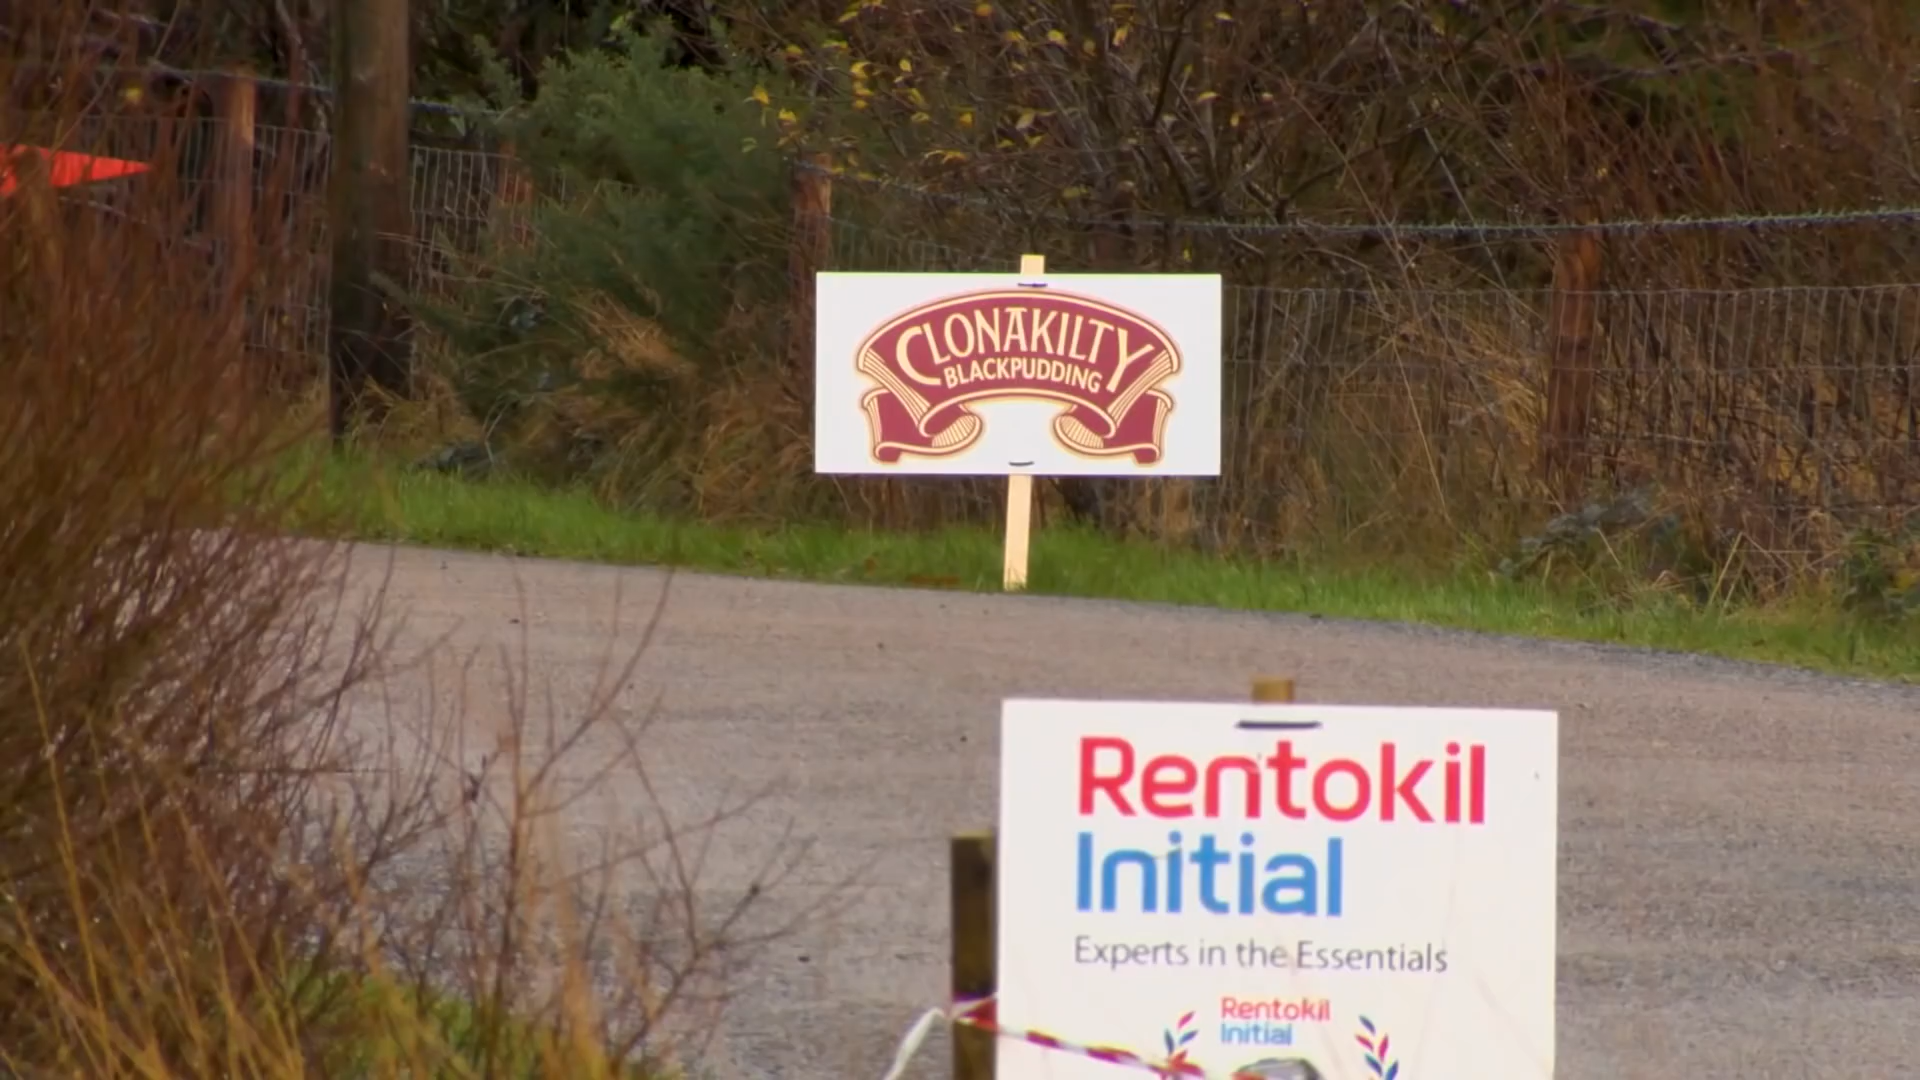 CLONAKILTY
BLACKPUDDING
Rentokil
Initial
Experts in the Essentials
Rentokil
Initial